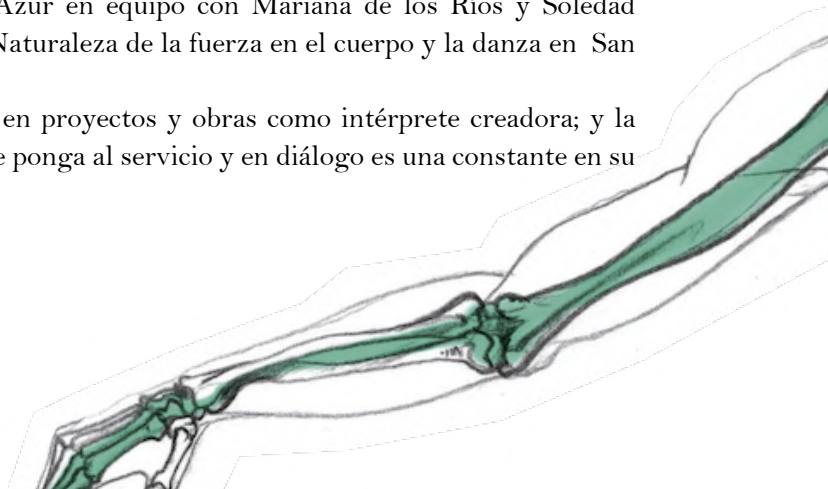 Azur en equipo con Mariana de los Ríos y Soledad
Naturaleza de la fuerza en el cuerpo y la danza en San
en proyectos y obras como intérprete creadora; y la
ponga al servicio y en diálogo es una constante en su